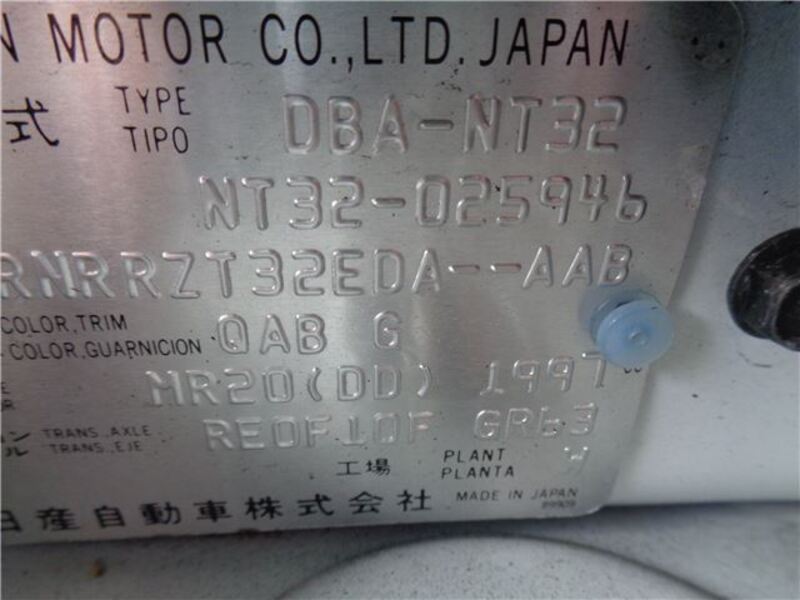 N MOTOR CO.,LTD.JAPAN
式 TYPE TIPO DBA-NT32
NT32-025946
RNRRZT32EDA--AAB
COLOR,TRIM
COLOR,GUARNICION QAB G
MR20(DD) 1997 cc
TRANS.,AXLE
TRANS.,EJE RE0F10F GR63
工場 PLANT PLANTA W
日産自動車株式会社 MADE IN JAPAN